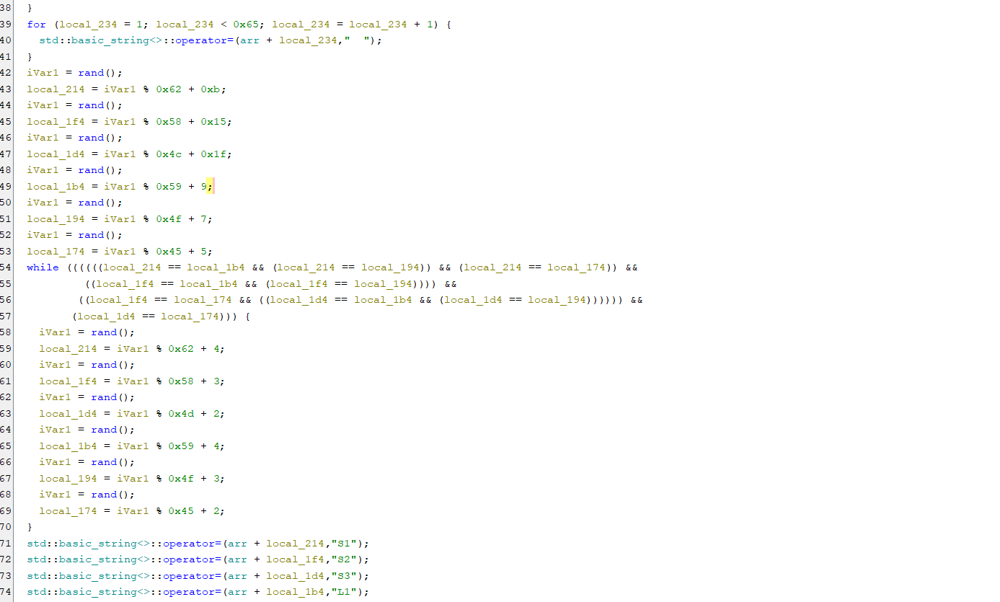 38 }
39 for (local_234 = 1; local_234 < 0x65; local_234 = local_234 + 1) {
40 std::basic_string<>::operator=(arr + local_234,"  ");
41 }
42 iVar1 = rand();
43 local_214 = iVar1 % 0x62 + 0xb;
44 iVar1 = rand();
45 local_1f4 = iVar1 % 0x58 + 0x15;
46 iVar1 = rand();
47 local_1d4 = iVar1 % 0x4c + 0x1f;
48 iVar1 = rand();
49 local_1b4 = iVar1 % 0x59 + 9;
50 iVar1 = rand();
51 local_194 = iVar1 % 0x4f + 7;
52 iVar1 = rand();
53 local_174 = iVar1 % 0x45 + 5;
54 while ((((((local_214 == local_1b4 && (local_214 == local_194)) && (local_214 == local_174)) &&
55 ((local_1f4 == local_1b4 && (local_1f4 == local_194)))) &&
56 ((local_1f4 == local_174 && ((local_1d4 == local_1b4 && (local_1d4 == local_194)))))) &&
57 (local_1d4 == local_174))) {
58 iVar1 = rand();
59 local_214 = iVar1 % 0x62 + 4;
60 iVar1 = rand();
61 local_1f4 = iVar1 % 0x58 + 3;
62 iVar1 = rand();
63 local_1d4 = iVar1 % 0x4d + 2;
64 iVar1 = rand();
65 local_1b4 = iVar1 % 0x59 + 4;
66 iVar1 = rand();
67 local_194 = iVar1 % 0x4f + 3;
68 iVar1 = rand();
69 local_174 = iVar1 % 0x45 + 2;
70 }
71 std::basic_string<>::operator=(arr + local_214,"S1");
72 std::basic_string<>::operator=(arr + local_1f4,"S2");
73 std::basic_string<>::operator=(arr + local_1d4,"S3");
74 std::basic_string<>::operator=(arr + local_1b4,"L1");